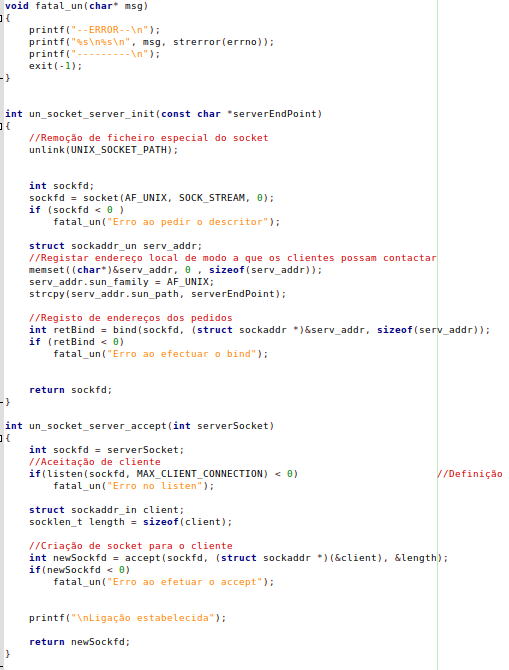 void fatal_un(char* msg)
{
    printf("--ERROR--\n");
    printf("%s\n%s\n", msg, strerror(errno));
    printf("---------\n");
    exit(-1);
}
int un_socket_server_init(const char *serverEndPoint)
{
    //Remoção de ficheiro especial do socket
    unlink(UNIX_SOCKET_PATH);
    int sockfd;
    sockfd = socket(AF_UNIX, SOCK_STREAM, 0);
    if (sockfd < 0 )
        fatal_un("Erro ao pedir o descritor");
    struct sockaddr_un serv_addr;
    //Registar endereço local de modo a que os clientes possam contactar
    memset((char*)&serv_addr, 0 , sizeof(serv_addr));
    serv_addr.sun_family = AF_UNIX;
    strcpy(serv_addr.sun_path, serverEndPoint);
    //Registo de endereços dos pedidos
    int retBind = bind(sockfd, (struct sockaddr *)&serv_addr, sizeof(serv_addr));
    if (retBind < 0)
        fatal_un("Erro ao efectuar o bind");
    return sockfd;
}
int un_socket_server_accept(int serverSocket)
{
    int sockfd = serverSocket;
    //Aceitação de cliente
    if(listen(sockfd, MAX_CLIENT_CONNECTION) < 0) //Definição
        fatal_un("Erro no listen");
    struct sockaddr_in client;
    socklen_t length = sizeof(client);
    //Criação de socket para o cliente
    int newSockfd = accept(sockfd, (struct sockaddr *)(&client), &length);
    if(newSockfd < 0)
        fatal_un("Erro ao efetuar o accept");
    printf("\nLigação estabelecida");
    return newSockfd;
}